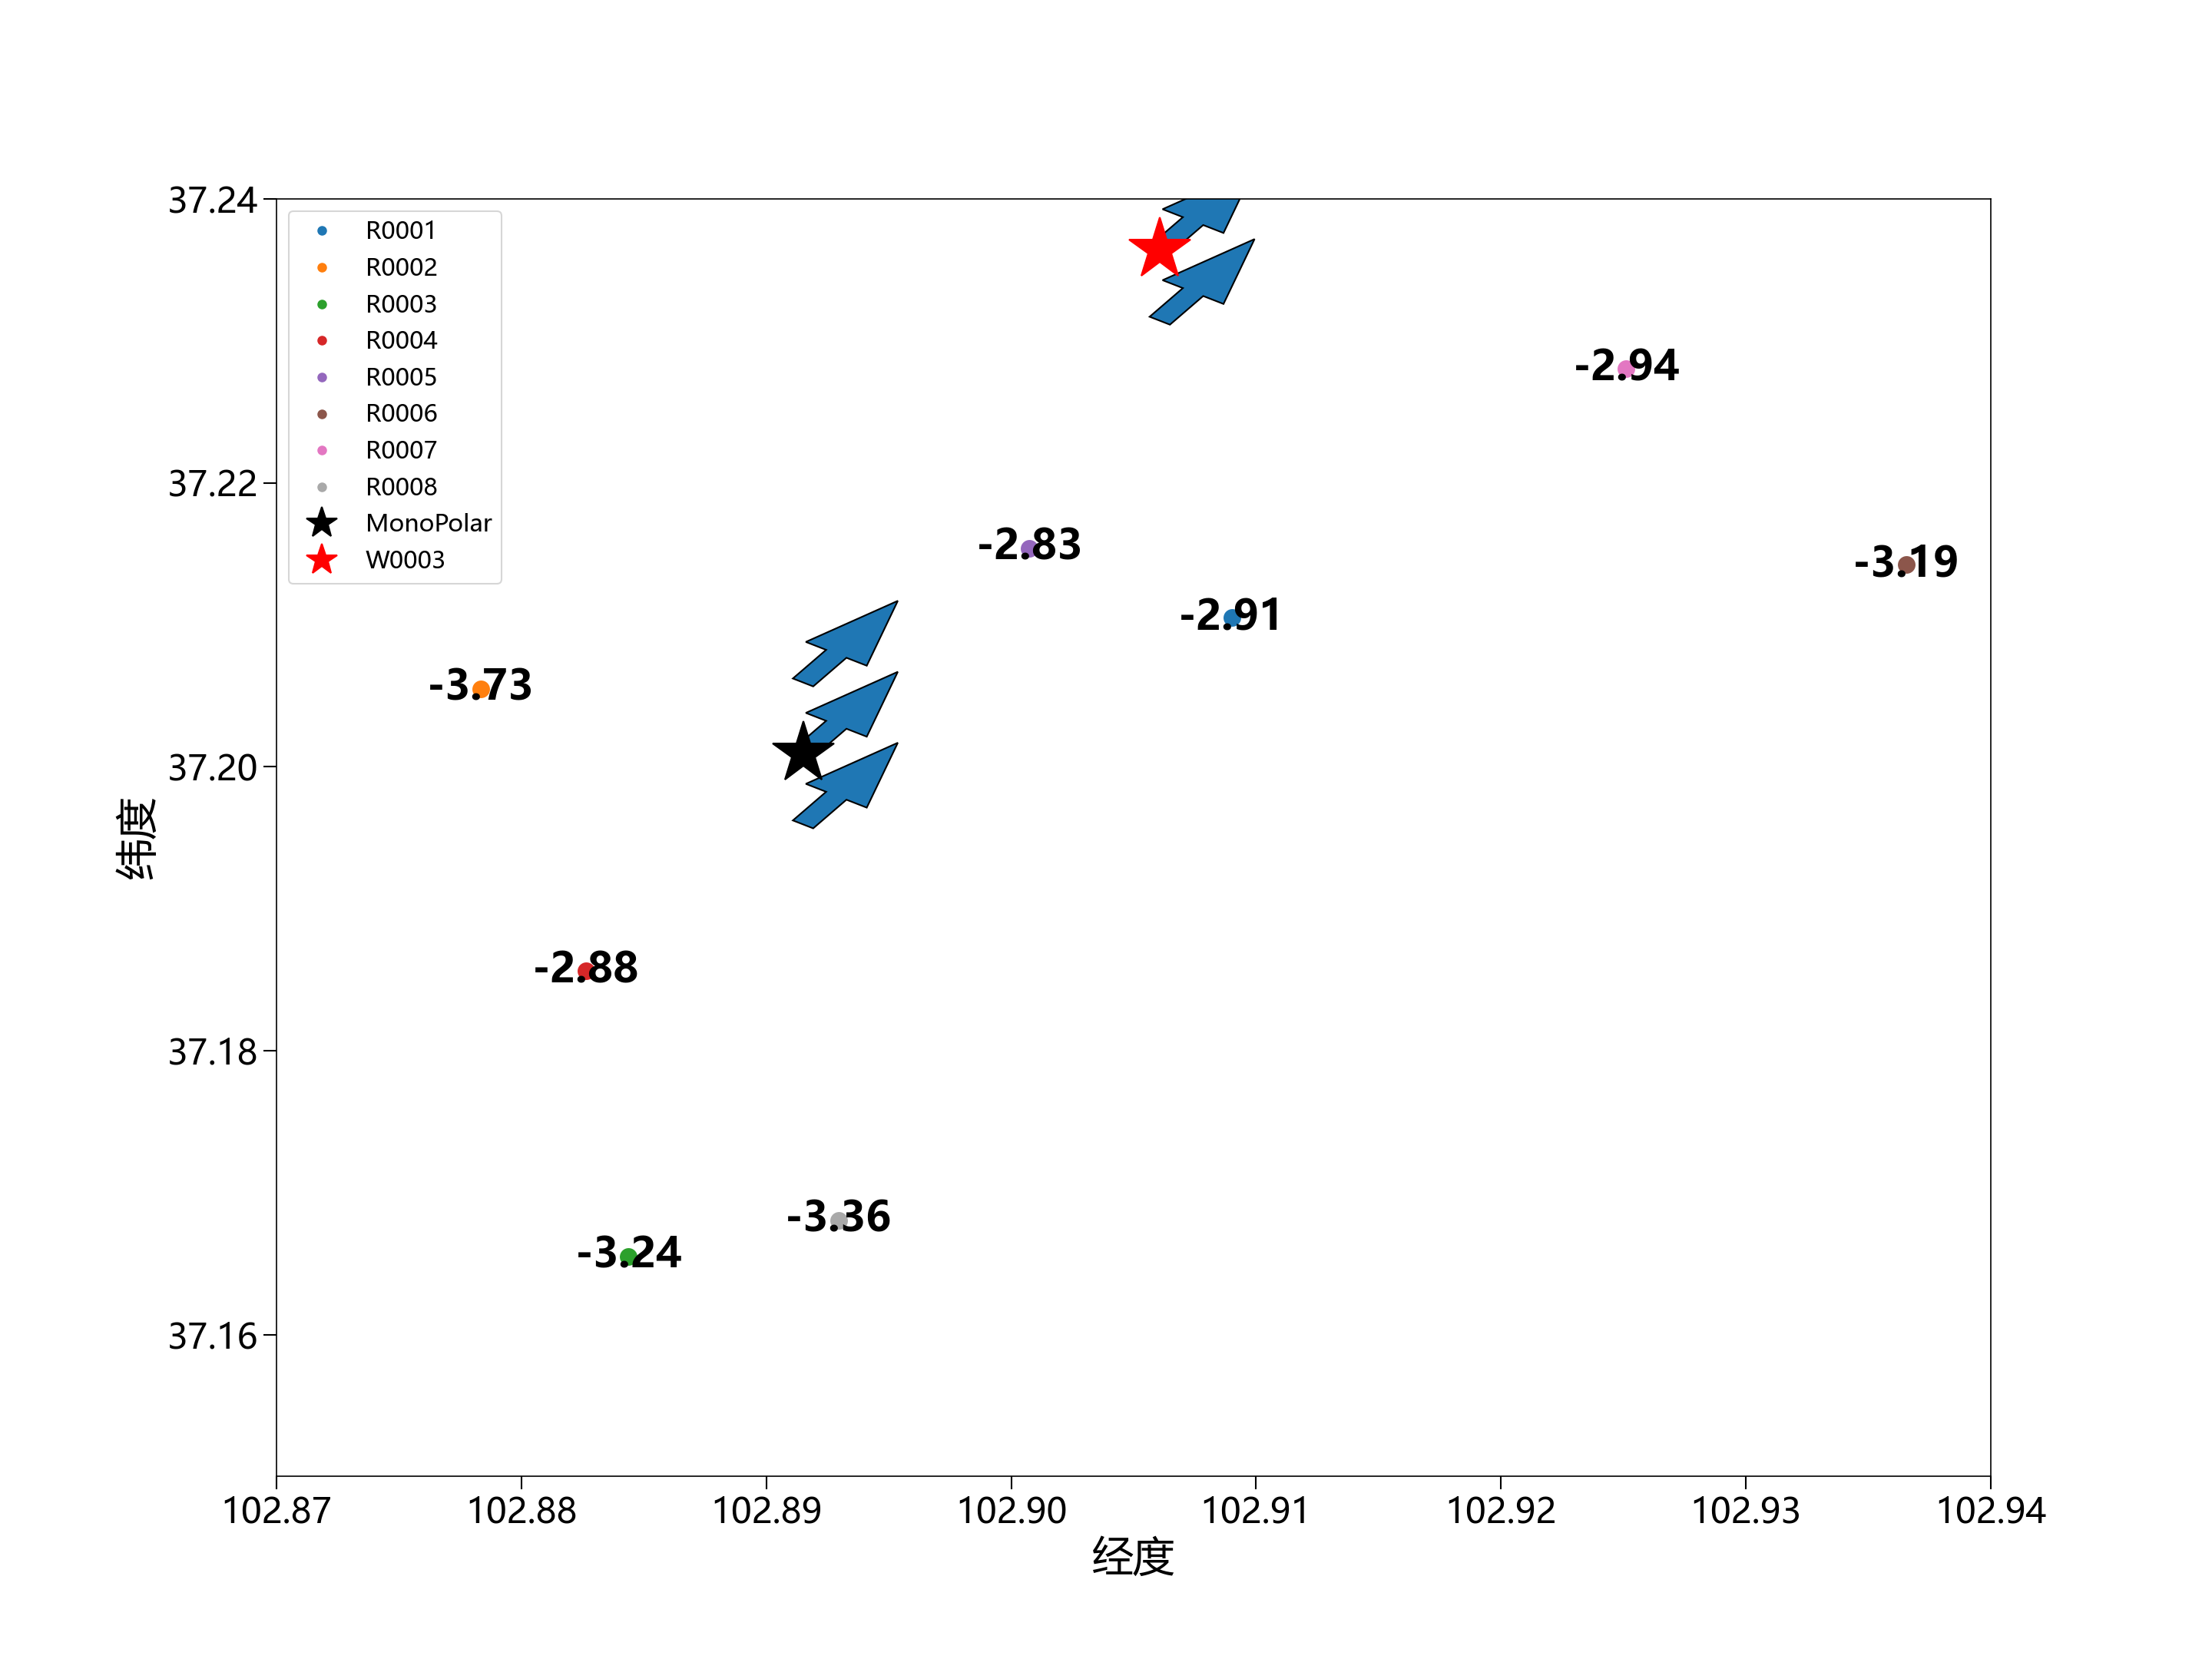 37.24
37.22
37.20
37.18
37.16
纬度
R0001
R0002
R0003
R0004
R0005
R0006
R0007
R0008
MonoPolar
W0003
-2.94
-2.83
-3.19
-2.91
-3.73
-2.88
-3.36
-3.24
102.87 102.88 102.89 102.90 102.91 102.92 102.93 102.94
经度